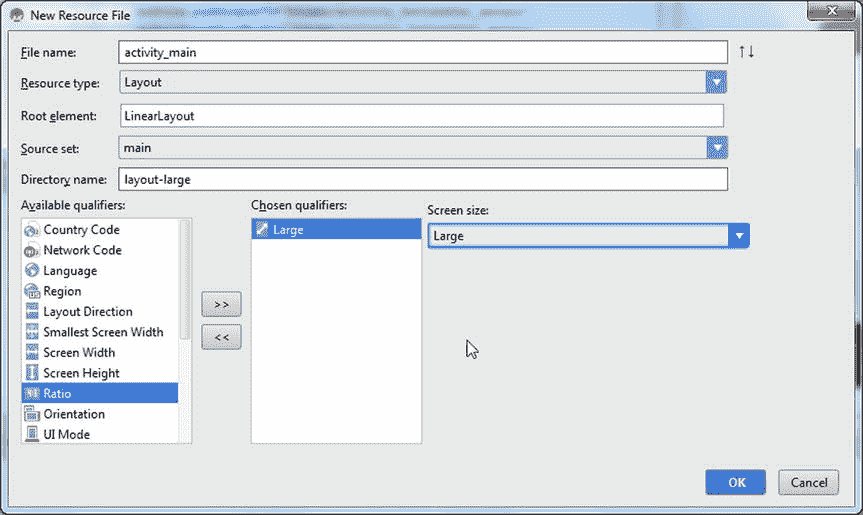 New Resource File
File name: activity_main
Resource type: Layout
Root element: LinearLayout
Source set: main
Directory name: layout-large
Available qualifiers:
Country Code
Network Code
Language
Region
Layout Direction
Smallest Screen Width
Screen Width
Screen Height
Ratio
Orientation
UI Mode
>>
<<
Chosen qualifiers:
Large
Screen size:
Large
OK
Cancel